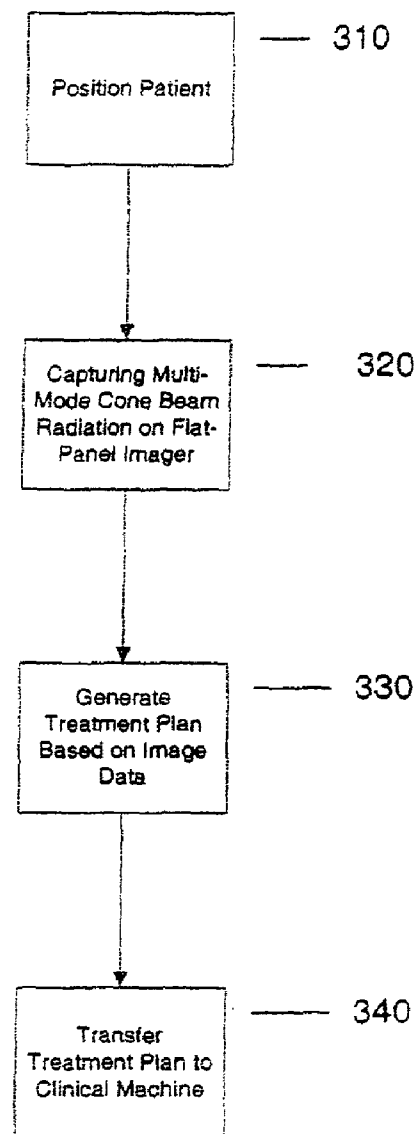 310
Position Patient
320
Capturing Multi-
Mode Cone Beam
Radiation on Flat-
Panel Imager
330
Generate
Treatment Plan
Based on Image
Data
340
Transfer
Treatment Plan to
Clinical Machine